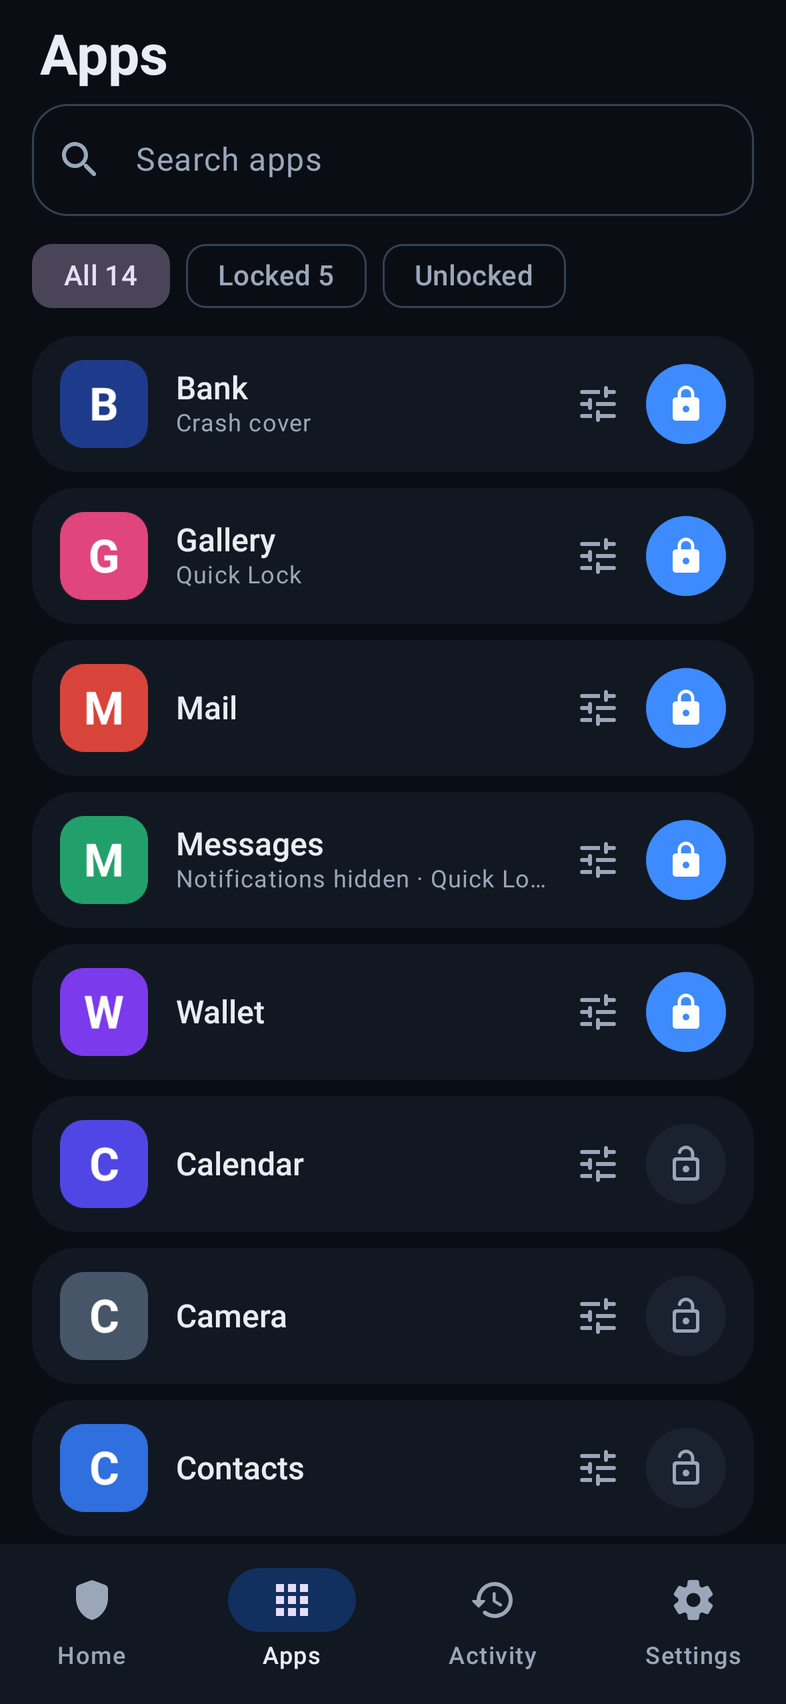 Apps
Search apps
All 14
Locked 5
Unlocked
B
Bank
Crash cover
G
Gallery
Quick Lock
M
Mail
M
Messages
Notifications hidden · Quick Lo...
W
Wallet
C
Calendar
C
Camera
C
Contacts
Home
Apps
Activity
Settings